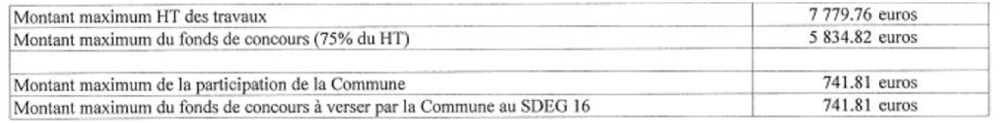 Montant maximum HT des travaux 7 779.76 euros
Montant maximum du fonds de concours (75% du HT) 5 834.82 euros
Montant maximum de la participation de la Commune 741.81 euros
Montant maximum du fonds de concours à verser par la Commune au SDEG 16 741.81 euros